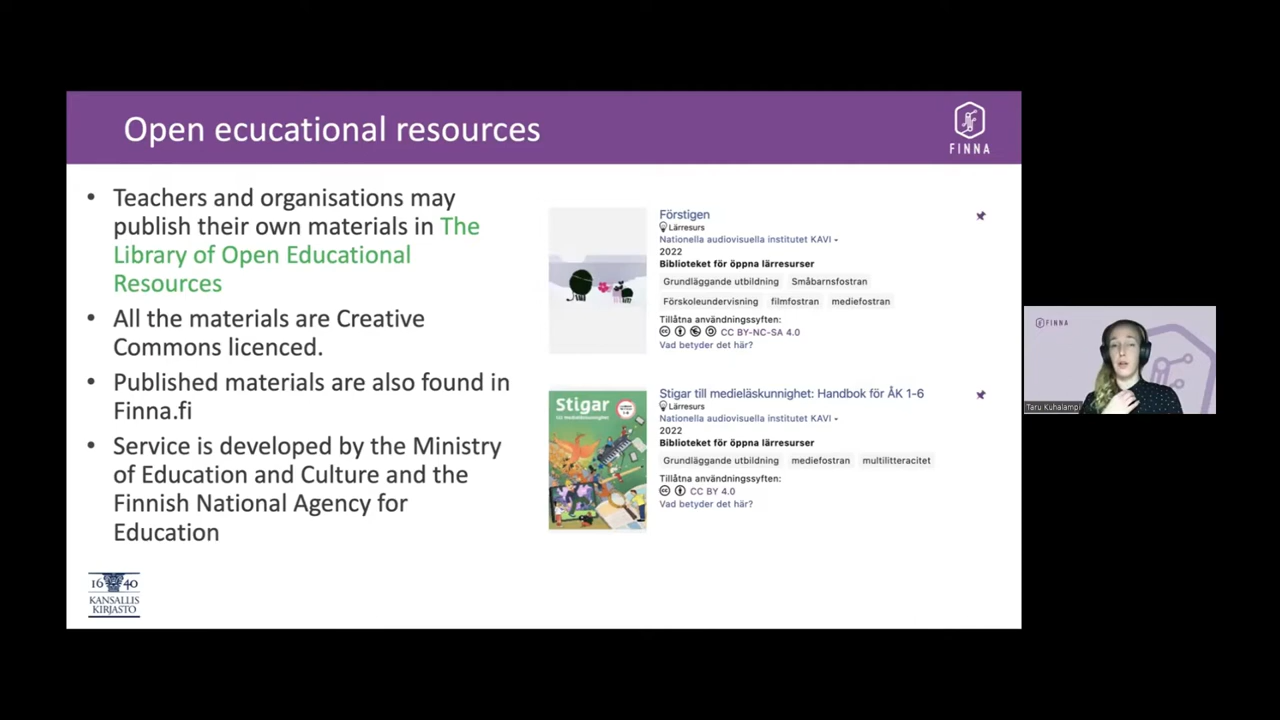 Open ecucational resources
FINNA
• Teachers and organisations may
publish their own materials in The
Library of Open Educational
Resources
• All the materials are Creative
Commons licenced.
• Published materials are also found in
Finna.fi
• Service is developed by the Ministry
of Education and Culture and the
Finnish National Agency for
Education
Förstigen
Lärresurs
Nationella audiovisuella institutet KAVI
2022
Biblioteket för öppna lärresurser
Grundläggande utbildning Småbarnsfostran
Förskoleundervisning filmfostran mediefostran
Tillåtna användningssyften:
CC BY-NC-SA 4.0
Vad betyder det här?
Stigar
till medieläskunnighet
Stigar till medieläskunnighet: Handbok för ÅK 1-6
Lärresurs
Nationella audiovisuella institutet KAVI
2022
Biblioteket för öppna lärresurser
Grundläggande utbildning mediefostran multilitteracitet
Tillåtna användningssyften:
CC BY 4.0
Vad betyder det här?
1640
KANSALLIS
KIRJASTO
FINNA
Taru Kuhalampi